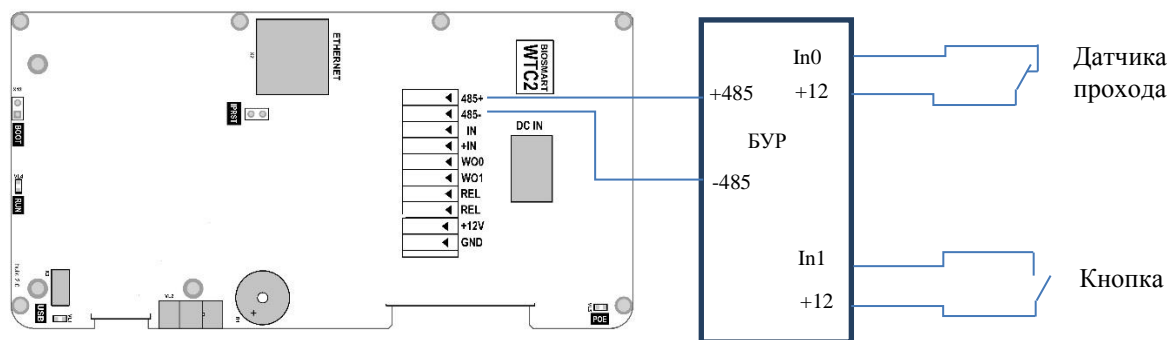 ETHERNET
BIOSMART
WTC2
IPRST
BOOT
RUN
USB
POE
DC IN
485+
485-
IN
+IN
WO0
WO1
REL
REL
+12V
GND
+485
БУР
-485
In0
+12
In1
+12
Датчика
прохода
Кнопка